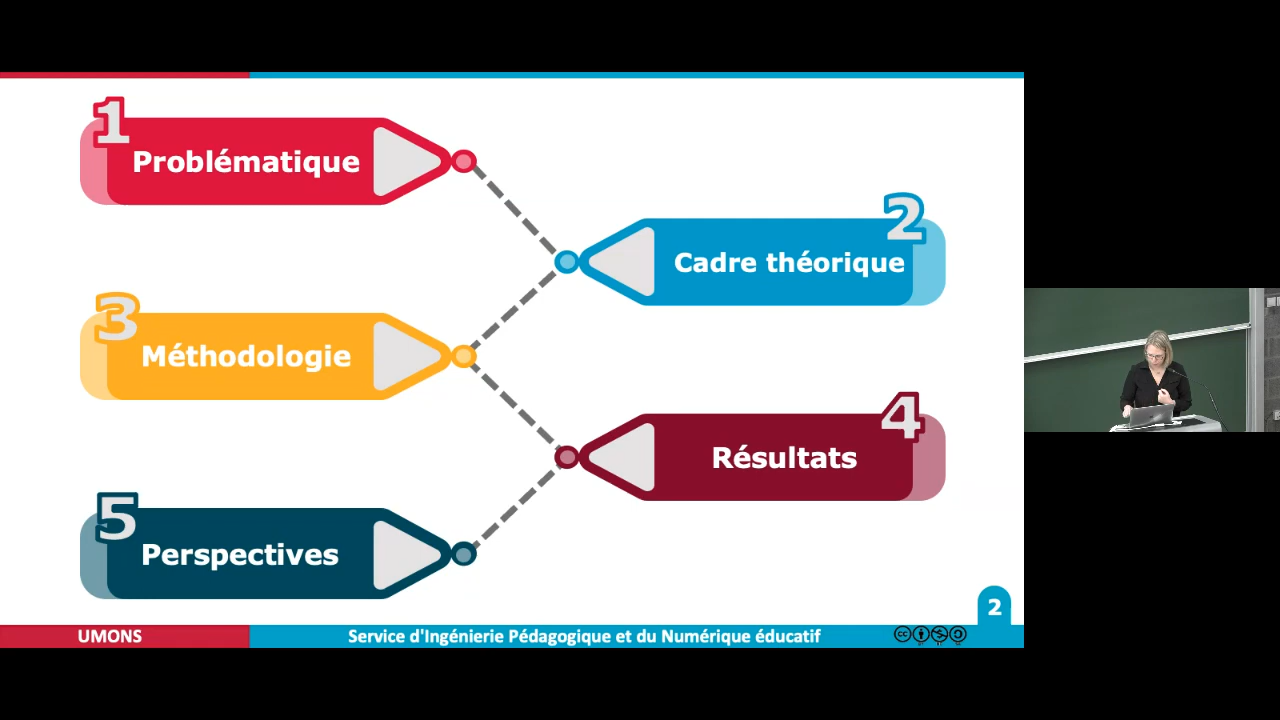 1
Problématique
2
Cadre théorique
3
Méthodologie
4
Résultats
5
Perspectives
2
UMONS
Service d'Ingénierie Pédagogique et du Numérique éducatif